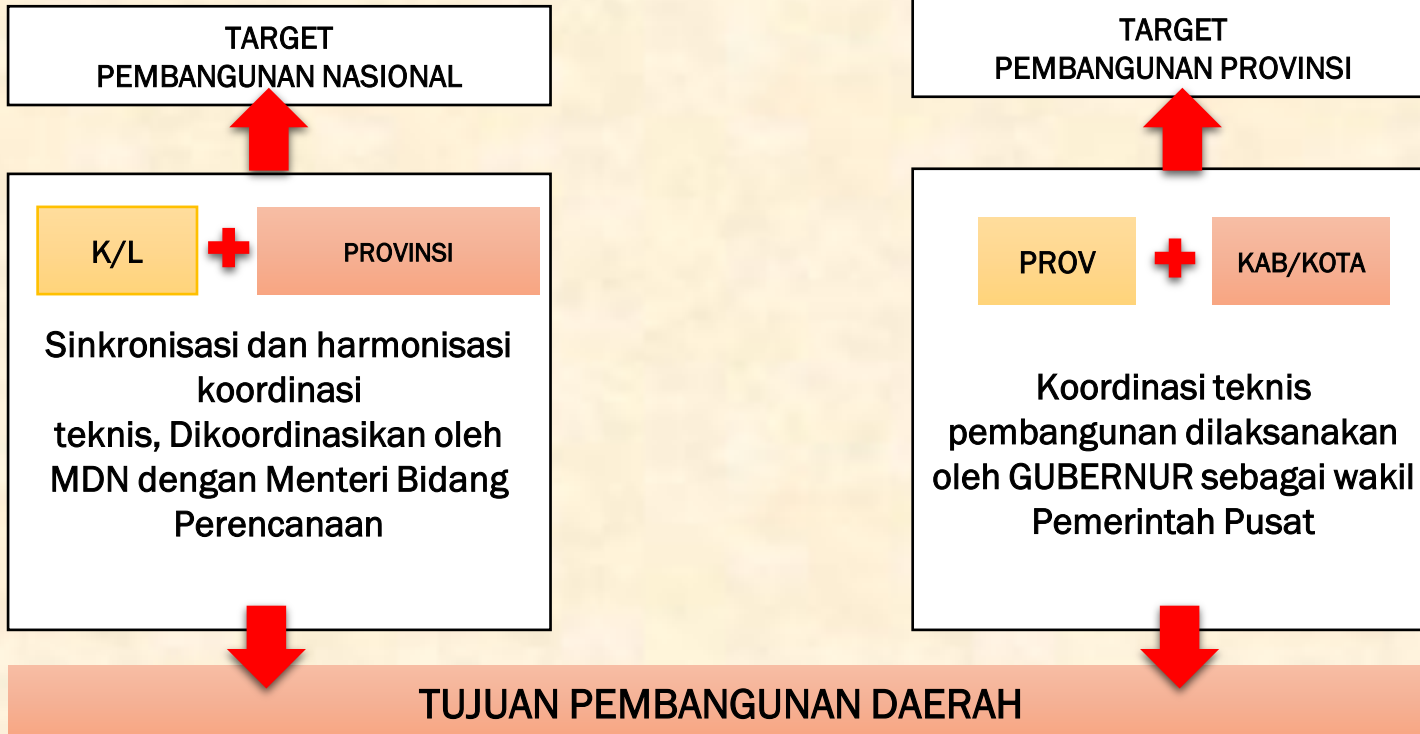 TARGET
PEMBANGUNAN NASIONAL
K/L
PROVINSI
Sinkronisasi dan harmonisasi
koordinasi
teknis, Dikoordinasikan oleh
MDN dengan Menteri Bidang
Perencanaan
TARGET
PEMBANGUNAN PROVINSI
PROV
KAB/KOTA
Koordinasi teknis
pembangunan dilaksanakan
oleh GUBERNUR sebagai wakil
Pemerintah Pusat
TUJUAN PEMBANGUNAN DAERAH